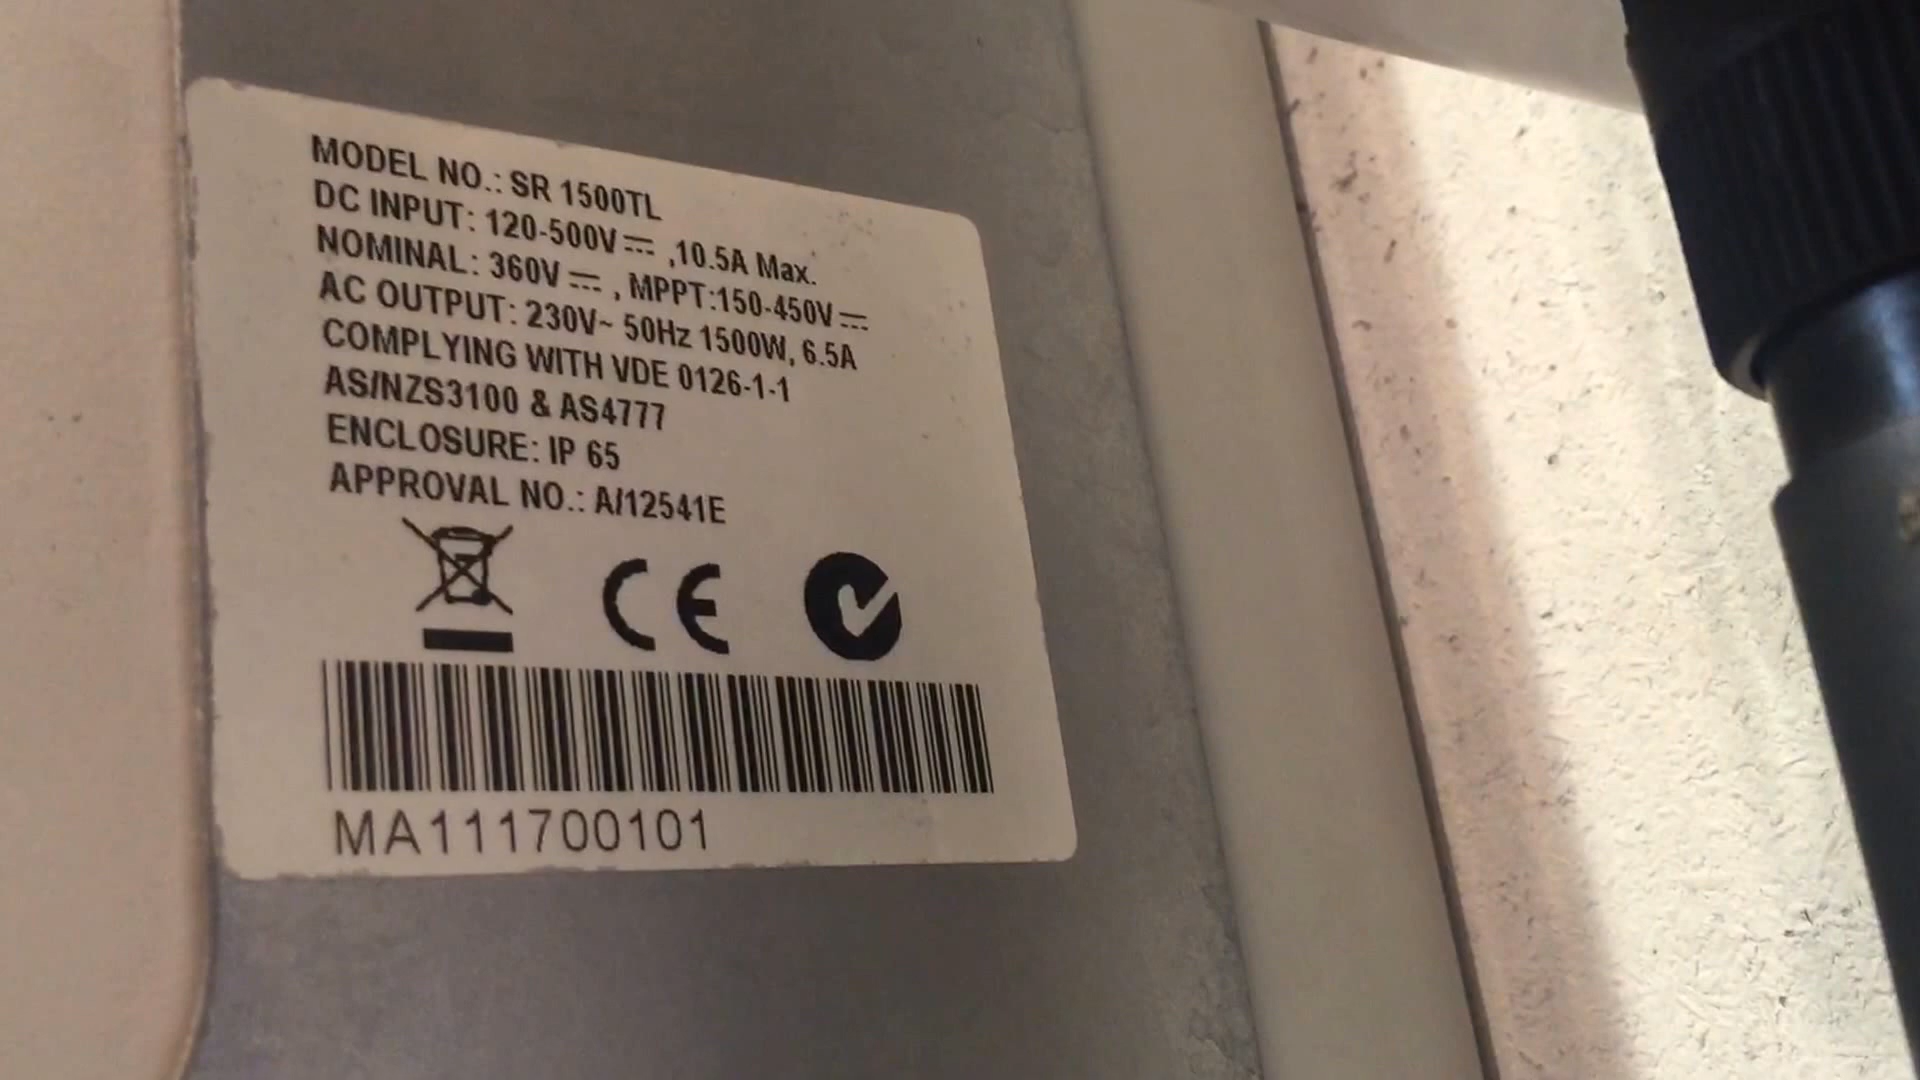 MODEL NO.: SR 1500TL
DC INPUT: 120-500V⎓ ,10.5A Max.
NOMINAL: 360V⎓ , MPPT:150-450V⎓
AC OUTPUT: 230V~ 50Hz 1500W, 6.5A
COMPLYING WITH VDE 0126-1-1
AS/NZS3100 & AS4777
ENCLOSURE: IP 65
APPROVAL NO.: A/12541E
CE
MA111700101